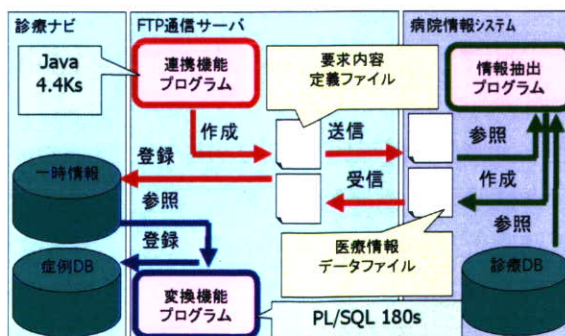 診療ナビ
FTP通信サーバ
病院情報システム
Java
4.4Ks
連携機能
プログラム
要求内容
定義ファイル
情報抽出
プログラム
作成
送信
参照
登録
一時情報
受信
作成
参照
参照
登録
症例DB
医療情報
データファイル
診療DB
変換機能
プログラム
PL/SQL 180s